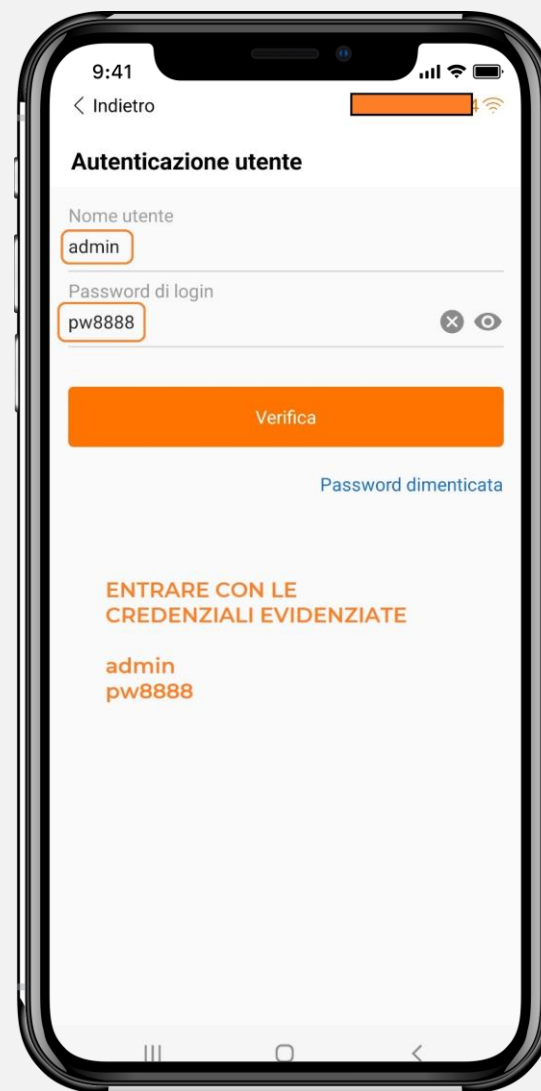 9:41
< Indietro
4
Autenticazione utente
Nome utente
admin
Password di login
pw8888
Verifica
Password dimenticata
ENTRARE CON LE
CREDENZIALI EVIDENZIATE
admin
pw8888